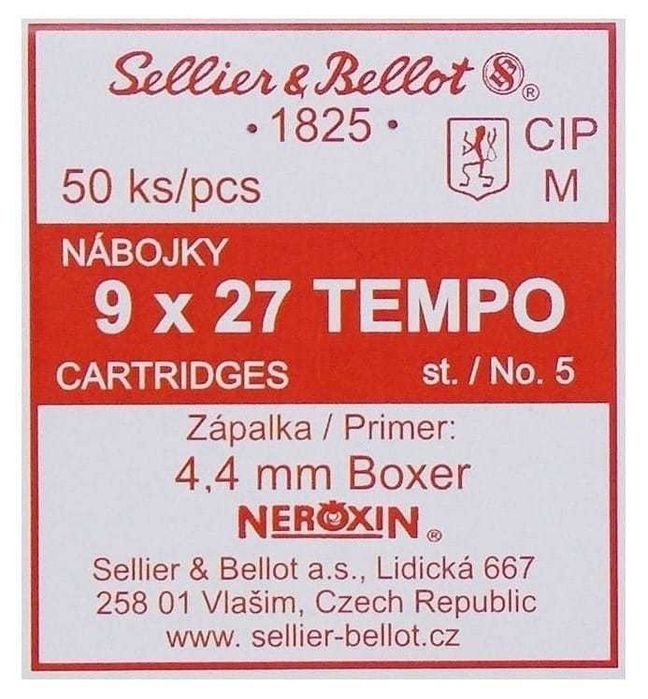 Sellier & Bellot S ®
• 1825 •
CIP
M
50 ks/pcs
NÁBOJKY
9 x 27 TEMPO
CARTRIDGES st. / No. 5
Zápalka / Primer:
4,4 mm Boxer
NEROXIN ®
Sellier & Bellot a.s., Lidická 667
258 01 Vlašim, Czech Republic
www. sellier-bellot.cz